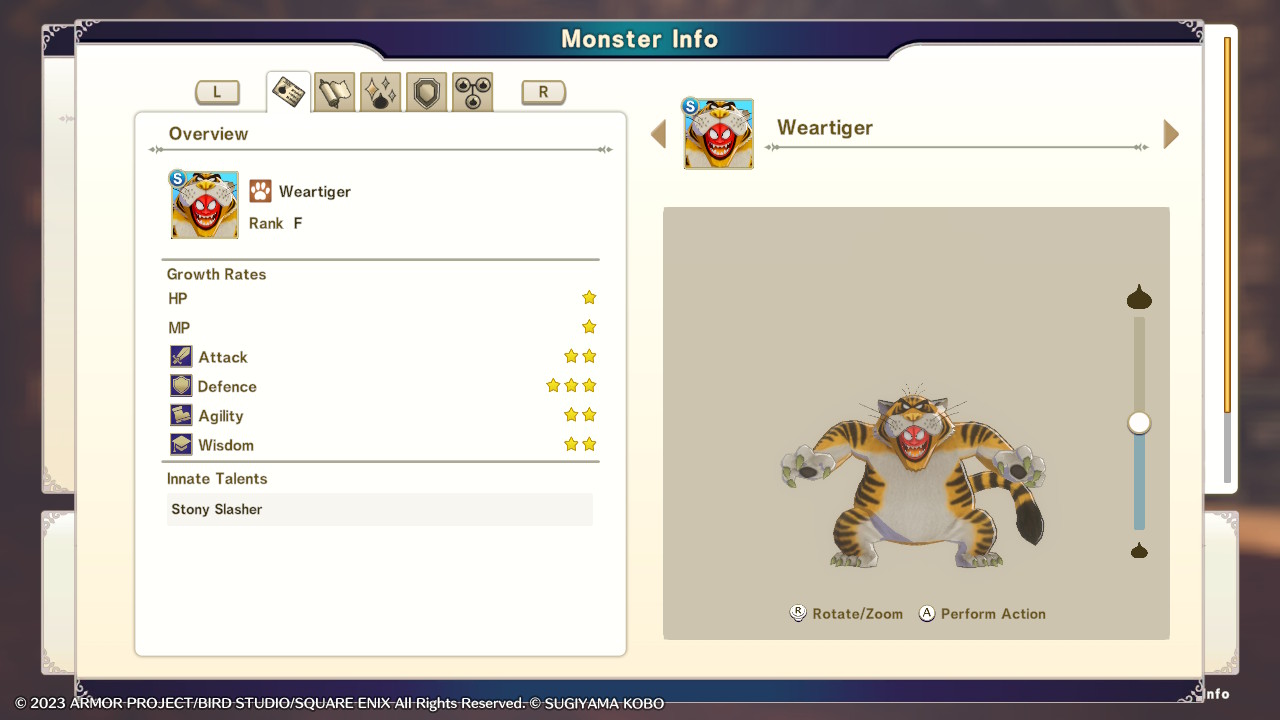 Monster Info
L
R
Overview
S
Weartiger
Rank F
Growth Rates
HP
MP
Attack
Defence
Agility
Wisdom
Innate Talents
Stony Slasher
S
Weartiger
R Rotate/Zoom A Perform Action
Info
© 2023 ARMOR PROJECT/BIRD STUDIO/SQUARE ENIX All Rights Reserved. © SUGIYAMA KOBO